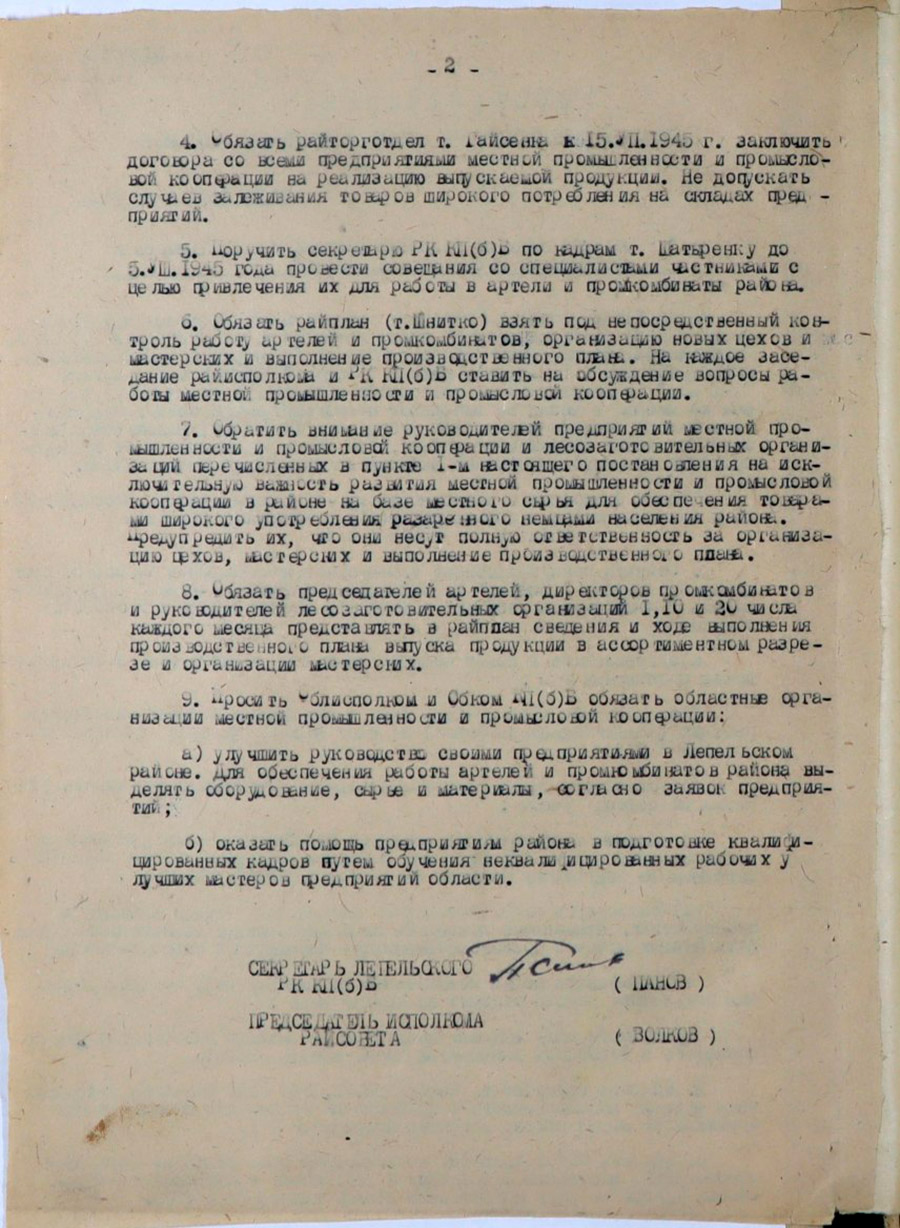 - 2 -
4. Обязать райторготдел т. Гайсенка к 15.VII.1945 г. заключить
договора со всеми предприятиями местной промышленности и промысло-
вой кооперации на реализацию выпускаемой продукции. Не допускать
случаев залеживания товаров широкого потребления на складах пред -
приятий.
5. Поручить секретарю РК КП(б)Б по кадрам т. до
1945 года провести совещания со специалистами частниками с
целью привлечения их для работы в артели и промкомбинаты района.
6. Обязать райплан (т.Шнитко) взять под непосредственный кон-
троль работу артелей и промкомбинатов, организацию новых цехов и
мастерских и выполнение производственного плана. На каждое засе-
дание райисполкома и РК КП(б)Б ставить на обсуждение вопросы ра-
боты местной промышленности и промысловой кооперации.
7. Обратить внимание руководителей предприятий местной про-
мышленности и промысловой кооперации и лесозаготовительных органи-
заций перечисленных в пункте 1-м настоящего постановления на иск-
лючительную важность развития местной промышленности и промысловой
кооперации в районе на базе местного сырья для обеспечения товара-
ми широкого употребления разаренного немцами населения района.
Предупредить их, что они несут полную ответственность за организа-
цию цехов, мастерских и выполнение производственного плана.
8. Обязать председателей артелей, директоров промкомбинатов
и руководителей лесозаготовительных организаций 1,10 и 20 числа
каждого месяца представлять в райплан сведения и ходе выполнения
производственного плана выпуска продукции в ассортиментном разре-
зе и организации мастерских.
9. Просить Облисполком и Обком КП(б)Б обязать областные орга-
низации местной промышленности и промысловой кооперации:
а) улучшить руководство своими предприятиями в Лепельском
районе. Для обеспечения работы артелей и промкомбинатов района вы-
делять оборудование, сырье и материалы, согласно заявок предприя-
тий;
б) оказать помощь предприятиям района в подготовке квалифи-
цированных кадров путем обучения неквалифицированных рабочих у
лучших мастеров предприятий области.
СЕКРЕТАРЬ ЛЕПЕЛЬСКОГО
РК КП(б)Б ( ПАНОВ )
ПРЕДСЕДАТЕЛЬ ИСПОЛКОМА
РАЙСОВЕТА ( ВОЛКОВ )